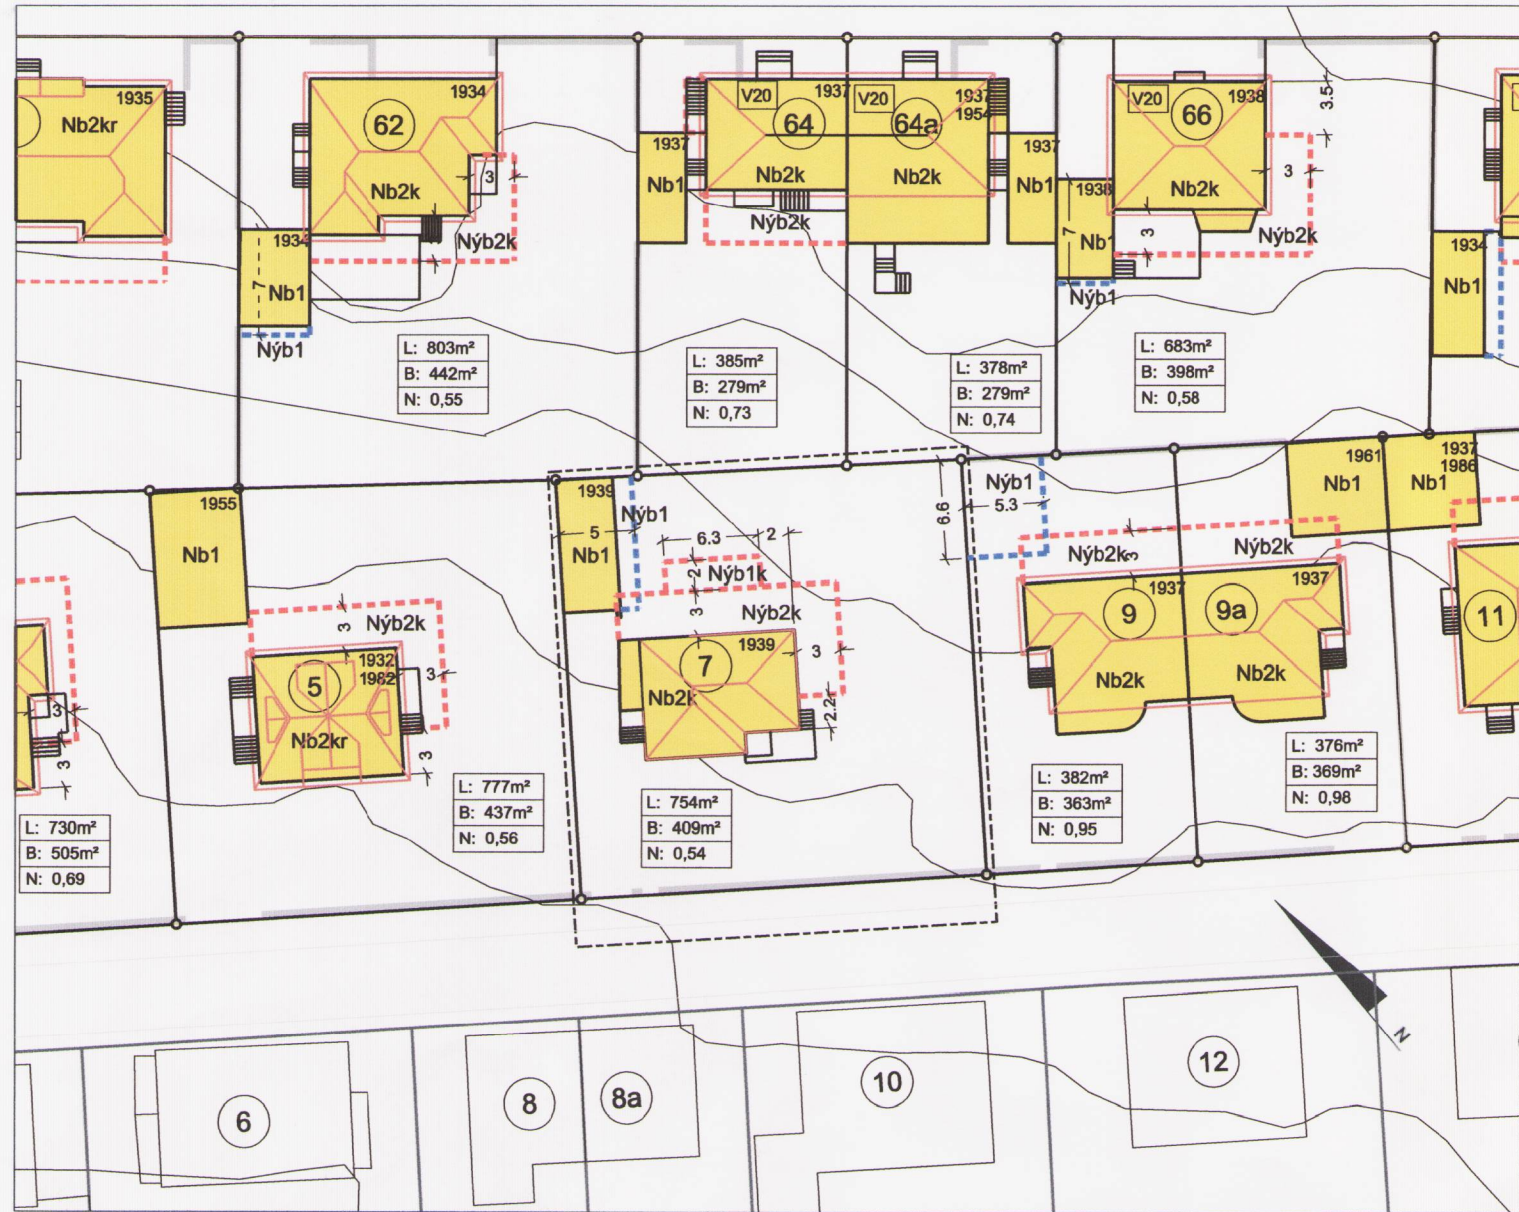 1935
Nb2kr
1934
62
Nb2k
3
Nýb2k
1934
7
Nb1
Nýb1
L: 803m²
B: 442m²
N: 0,55
1937
Nb1
V20
1937
64
Nb2k
Nýb2k
L: 385m²
B: 279m²
N: 0,73
V20
1937
1954
64a
Nb2k
1937
Nb1
L: 378m²
B: 279m²
N: 0,74
V20
1938
66
Nb2k
3.5
3
3
Nýb2k
1938
7
Nb1
Nýb1
L: 683m²
B: 398m²
N: 0,58
1934
Nb1
3
3
L: 730m²
B: 505m²
N: 0,69
1955
Nb1
3
Nýb2k
1932
1982
5
Nb2kr
3
3
L: 777m²
B: 437m²
N: 0,56
1939
Nýb1
5
Nb1
6.3
2
2
Nýb1k
3
Nýb2k
1939
7
3
Nb2k
2.2
L: 754m²
B: 409m²
N: 0,54
6.6
Nýb1
5.3
Nýb2k
3
Nýb2k
1937
9
Nb2k
1937
9a
Nb2k
L: 382m²
B: 363m²
N: 0,95
L: 376m²
B: 369m²
N: 0,98
1961
Nb1
1937
1986
Nb1
11
N
6
8
8a
10
12